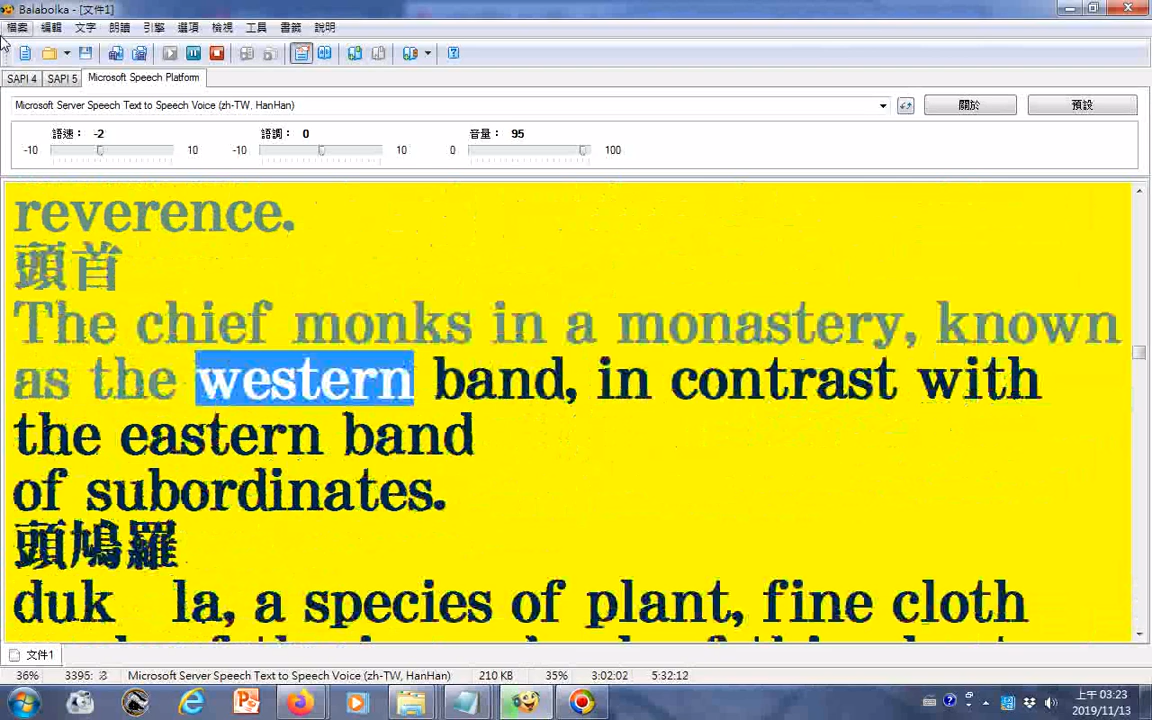 Balabolka - [文件1]
檔案 編輯 文字 朗讀 引擎 選項 檢視 工具 書籤 說明
SAPI 4 SAPI 5 Microsoft Speech Platform
Microsoft Server Speech Text to Speech Voice (zh-TW, HanHan) 關於 預設
語速： -2 語調： 0 音量： 95
-10 10 -10 10 0 100
reverence.
頭首
The chief monks in a monastery, known
as the western band, in contrast with
the eastern band
of subordinates.
頭鳩羅
duk la, a species of plant, fine cloth
文件1
36% 3395: Microsoft Server Speech Text to Speech Voice (zh-TW, HanHan) 210 KB 35% 3:02:02 5:32:12
上午 03:23
2019/11/13